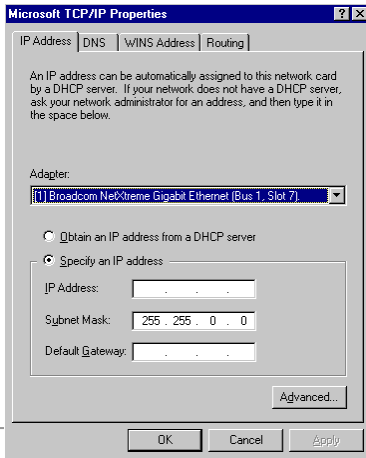 Microsoft TCP/IP Properties
IP Address DNS WINS Address Routing
An IP address can be automatically assigned to this network card
by a DHCP server. If your network does not have a DHCP server,
ask your network administrator for an address, and then type it in
the space below.
Adapter:
[1] Broadcom NetXtreme Gigabit Ethernet (Bus 1, Slot 7).
Obtain an IP address from a DHCP server
Specify an IP address
IP Address: . . .
Subnet Mask: 255 . 255 . 0 . 0
Default Gateway: . . .
Advanced...
OK Cancel Apply